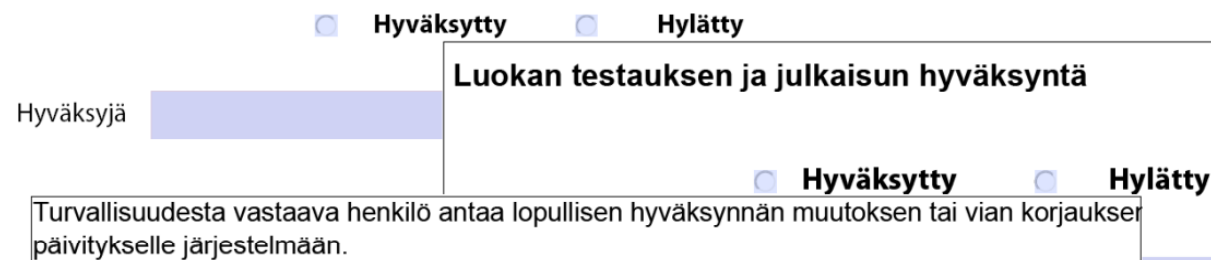 Hyväksytty Hylätty
Luokan testauksen ja julkaisun hyväksyntä
Hyväksyjä
Hyväksytty Hylätty
Turvallisuudesta vastaava henkilö antaa lopullisen hyväksynnän muutoksen tai vian
päivitykselle järjestelmään.